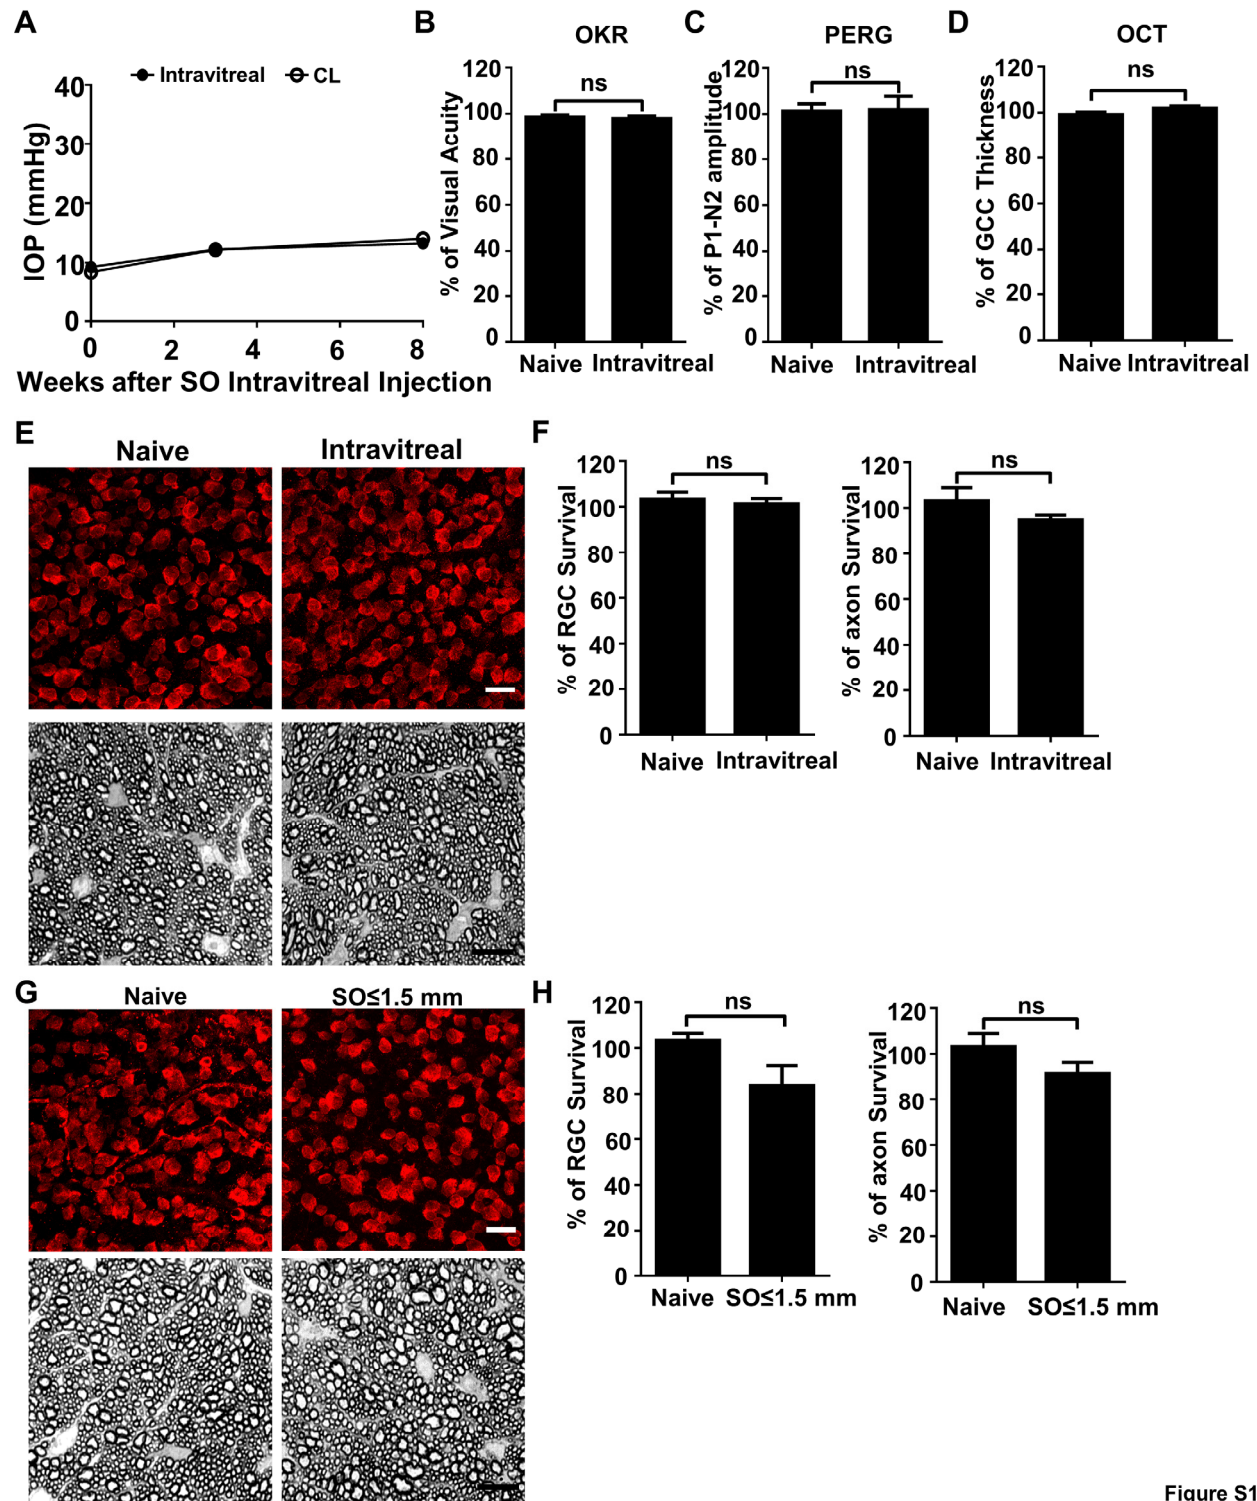 A
Intravitreal
CL
IOP (mmHg)
40
30
20
10
0
0 2 4 6 8
Weeks after SO Intravitreal Injection
B
OKR
% of Visual Acuity
120
100
80
60
40
20
0
ns
Naive Intravitreal
C
PERG
% of P1-N2 amplitude
120
100
80
60
40
20
0
ns
Naive Intravitreal
D
OCT
% of GCC Thickness
120
100
80
60
40
20
0
ns
Naive Intravitreal
E
Naive Intravitreal
F
% of RGC Survival
120
100
80
60
40
20
0
ns
Naive Intravitreal
% of axon Survival
120
100
80
60
40
20
0
ns
Naive Intravitreal
G
Naive SO≤1.5 mm
H
% of RGC Survival
120
100
80
60
40
20
0
ns
Naive SO≤1.5 mm
% of axon Survival
120
100
80
60
40
20
0
ns
Naive SO≤1.5 mm
Figure S1